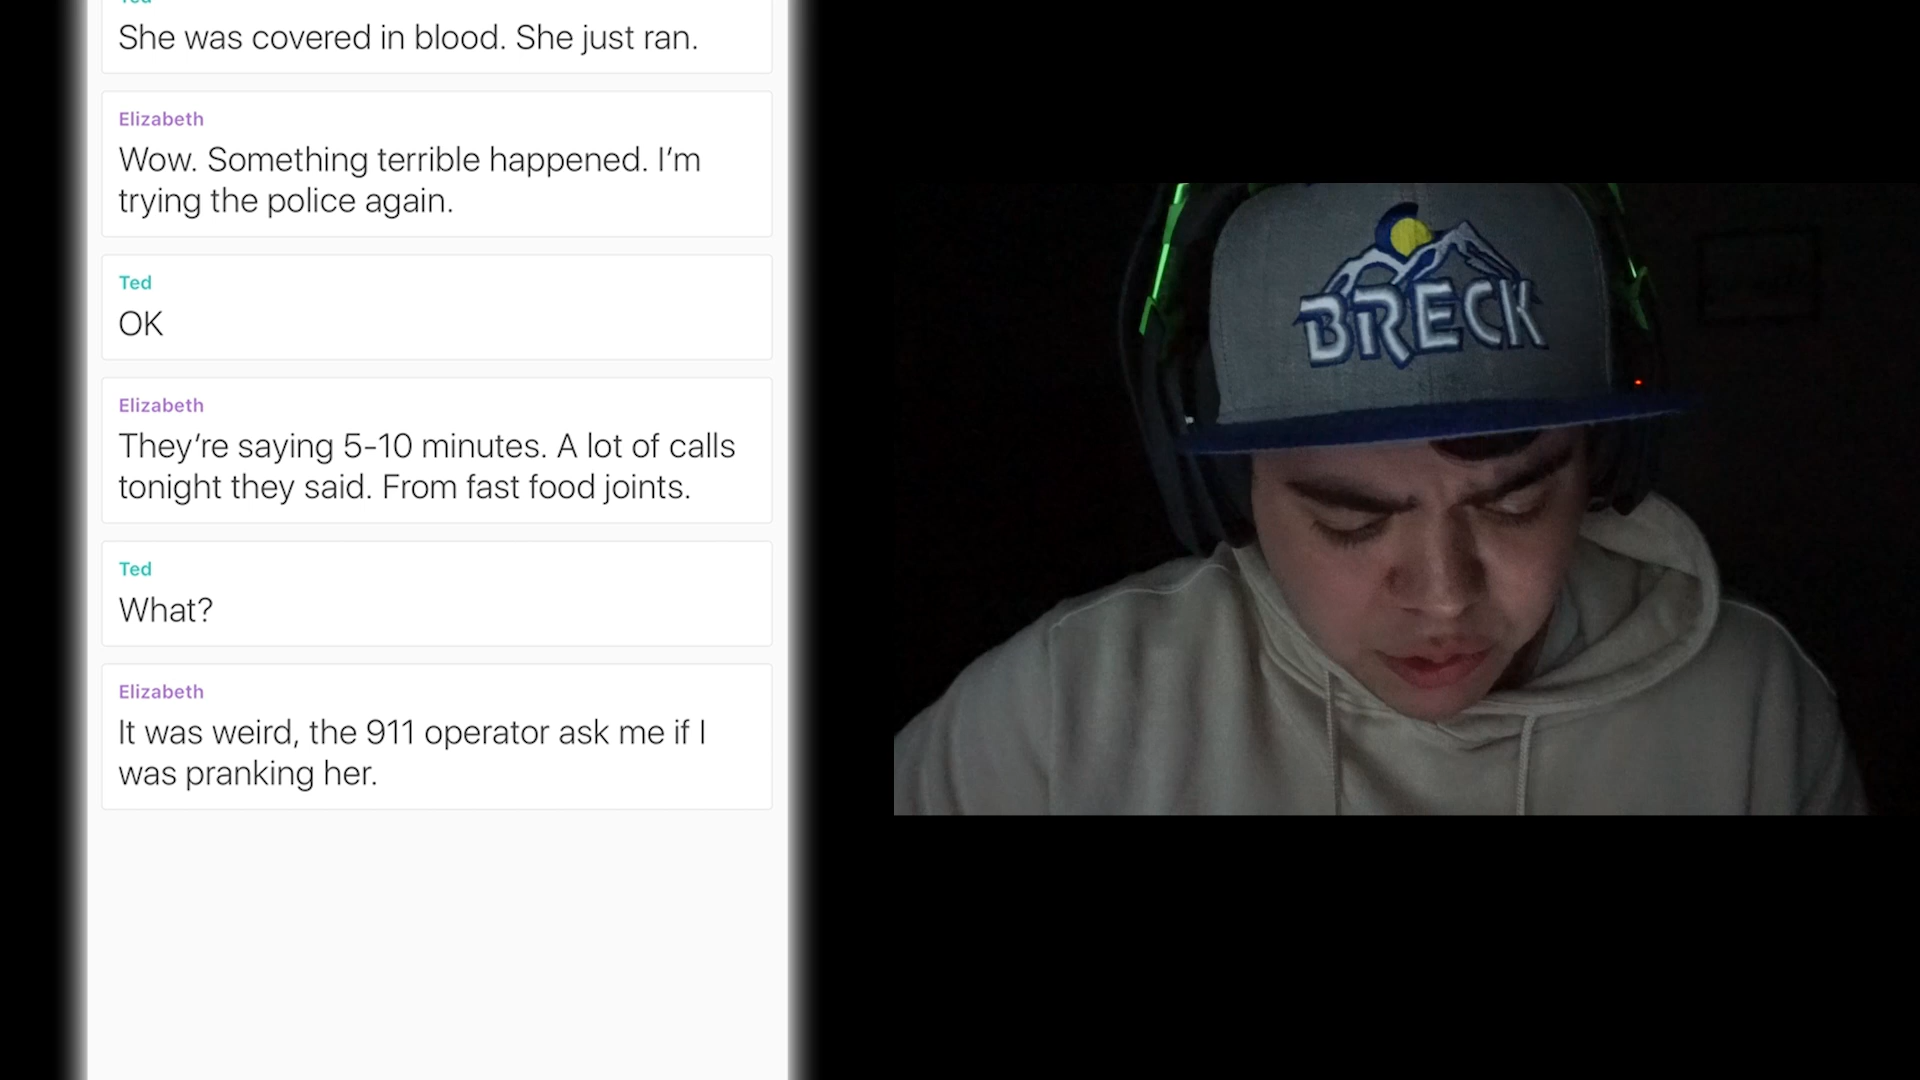 Ted
She was covered in blood. She just ran.
Elizabeth
Wow. Something terrible happened. I’m
trying the police again.
Ted
OK
Elizabeth
They’re saying 5-10 minutes. A lot of calls
tonight they said. From fast food joints.
Ted
What?
Elizabeth
It was weird, the 911 operator ask me if I
was pranking her.
BRECK